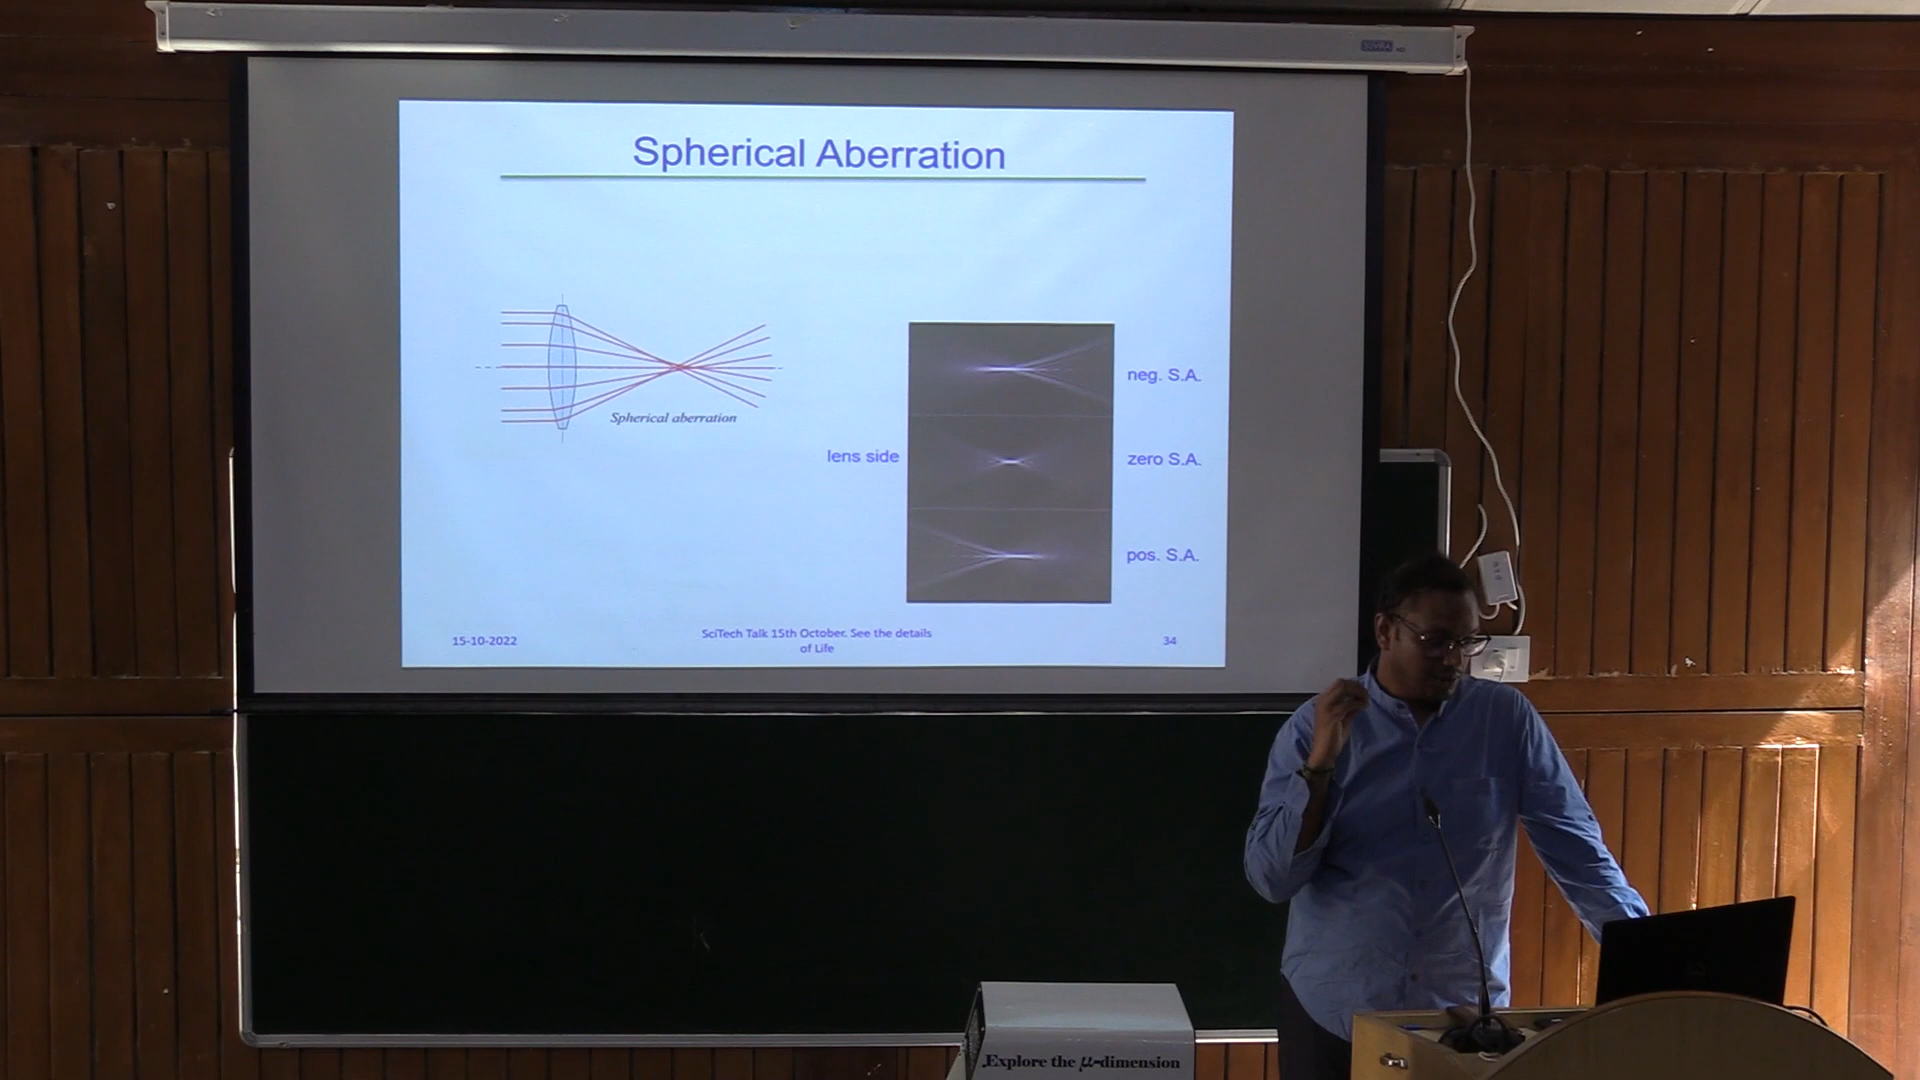 Spherical Aberration
Spherical aberration
lens side
neg. S.A.
zero S.A.
pos. S.A.
15-10-2022
SciTech Talk 15th October. See the details
of Life
34
Explore the μ-dimension